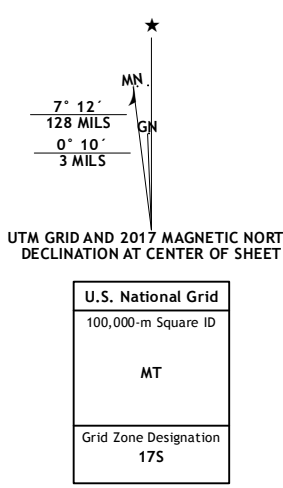 ★
MN
7° 12´
128 MILS
GN
0° 10´
3 MILS
UTM GRID AND 2017 MAGNETIC NORT
DECLINATION AT CENTER OF SHEET
U.S. National Grid
100,000-m Square ID
MT
Grid Zone Designation
17S